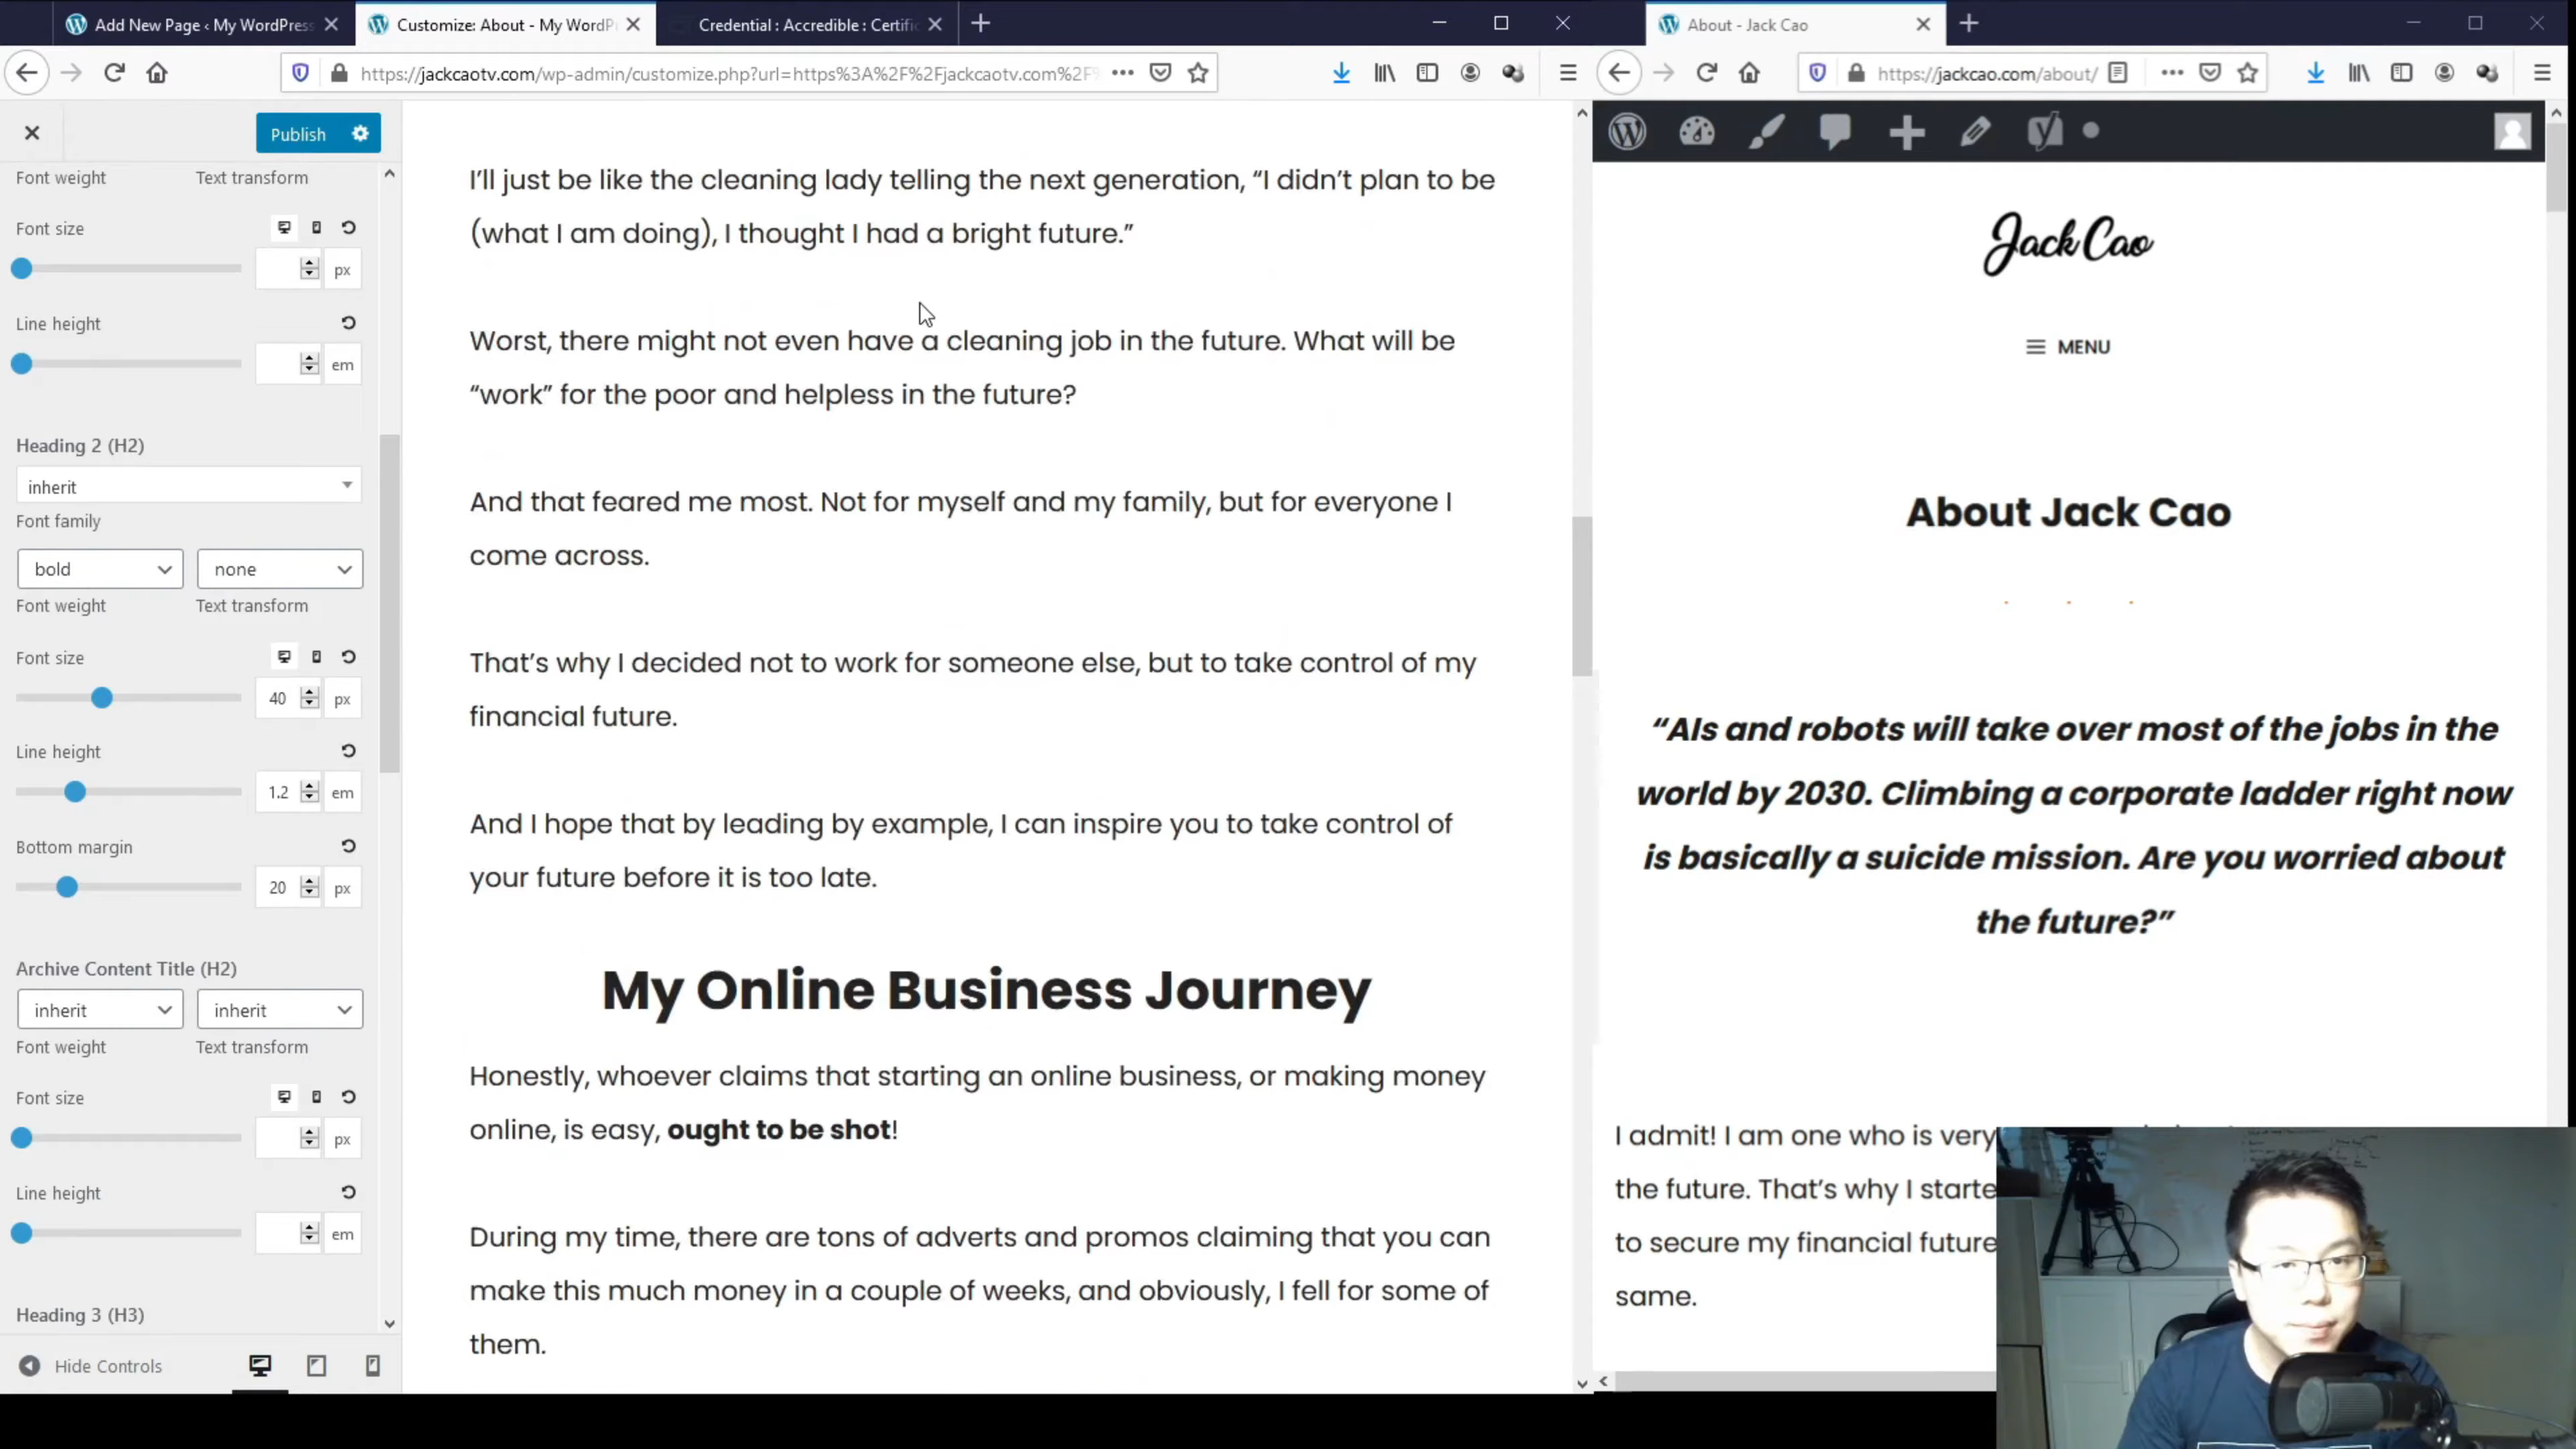 Add New Page ‹ My WordPress
Customize: About - My WordPr
Credential : Accredible : Certific
About - Jack Cao
https://jackcaotv.com/wp-admin/customize.php?url=https%3A%2F%2Fjackcaotv.com%2F%
https://jackcao.com/about/
Publish
Font weight
Text transform
Font size
px
Line height
em
Heading 2 (H2)
inherit
Font family
bold
none
Font weight
Text transform
Font size
40
px
Line height
1.2
em
Bottom margin
20
px
Archive Content Title (H2)
inherit
inherit
Font weight
Text transform
Font size
px
Line height
em
Heading 3 (H3)
Hide Controls
I’ll just be like the cleaning lady telling the next generation, “I didn’t plan to be
(what I am doing), I thought I had a bright future.”
Worst, there might not even have a cleaning job in the future. What will be
“work” for the poor and helpless in the future?
And that feared me most. Not for myself and my family, but for everyone I
come across.
That’s why I decided not to work for someone else, but to take control of my
financial future.
And I hope that by leading by example, I can inspire you to take control of
your future before it is too late.
My Online Business Journey
Honestly, whoever claims that starting an online business, or making money
online, is easy, ought to be shot!
During my time, there are tons of adverts and promos claiming that you can
make this much money in a couple of weeks, and obviously, I fell for some of
them.
Jack Cao
MENU
About Jack Cao
“AIs and robots will take over most of the jobs in the
world by 2030. Climbing a corporate ladder right now
is basically a suicide mission. Are you worried about
the future?”
I admit! I am one who is very
the future. That’s why I starte
to secure my financial future
same.